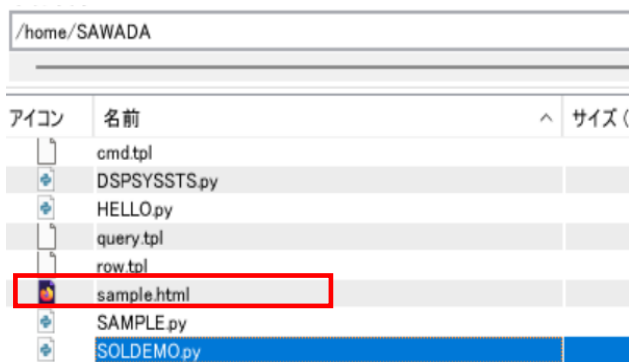 /home/SAWADA
アイコン 名前 サイズ (
cmd.tpl
DSPSYSSTS.py
HELLO.py
query.tpl
row.tpl
sample.html
SAMPLE.py
SOLDEMO.py